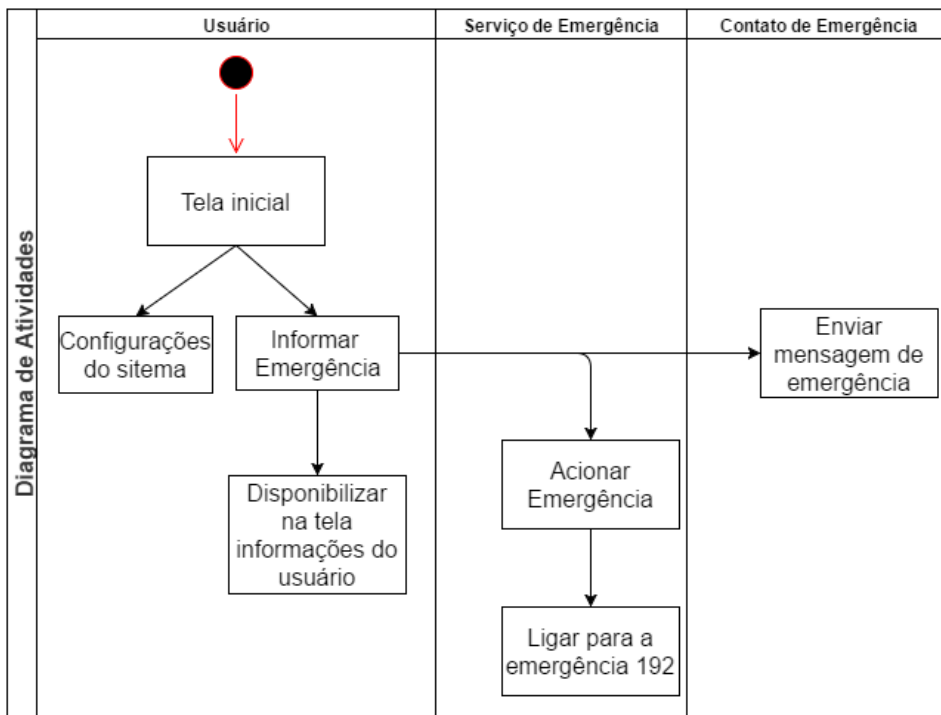 Usuário
Serviço de Emergência
Contato de Emergência
Diagrama de Atividades
Tela inicial
Configurações
do sitema
Informar
Emergência
Enviar
mensagem de
emergência
Disponibilizar
na tela
informações do
usuário
Acionar
Emergência
Ligar para a
emergência 192